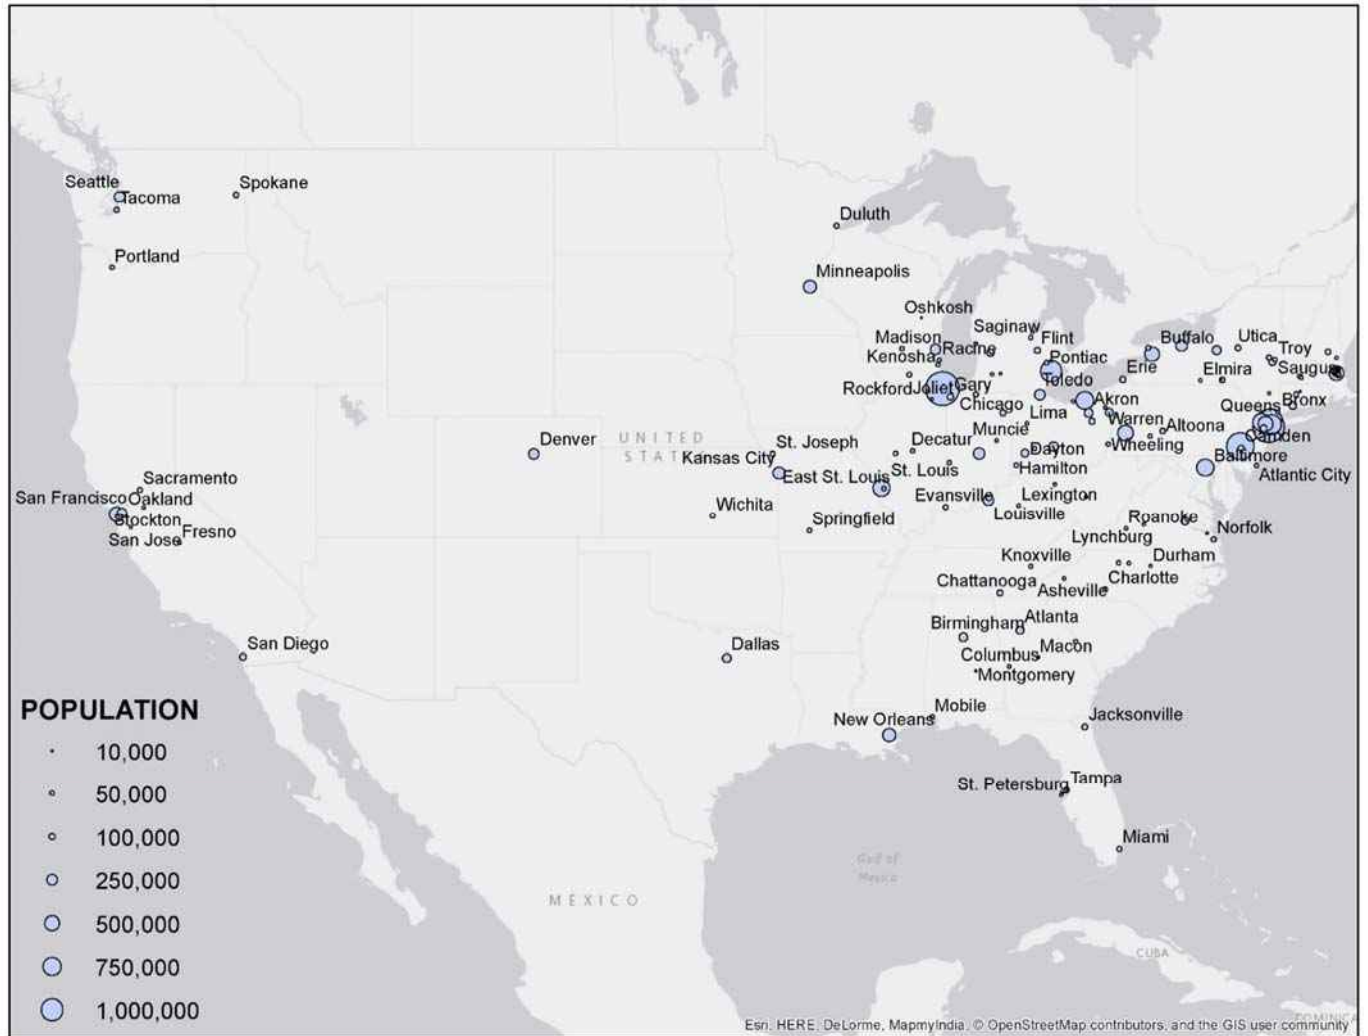 Seattle
Tacoma
Spokane
Portland
Duluth
Minneapolis
Oshkosh
Saginaw
Madison
Racine
Flint
Kenosha
Pontiac
Buffalo
Utica
Troy
Erie
Elmira
Saugus
Rockford
Joliet
Gary
Toledo
Chicago
Akron
Queens
Bronx
Lima
Warren
Altoona
Camden
Muncie
Denver
UNITED
STAT
St. Joseph
Decatur
Dayton
Wheeling
Kansas City
Baltimore
East St. Louis
St. Louis
Hamilton
Atlantic City
Sacramento
San Francisco
Oakland
Stockton
San Jose
Fresno
Wichita
Springfield
Evansville
Lexington
Louisville
Roanoke
Lynchburg
Norfolk
Knoxville
Durham
Chattanooga
Asheville
Charlotte
Birmingham
Atlanta
San Diego
Dallas
Columbus
Macon
Montgomery
Mobile
New Orleans
Jacksonville
St. Petersburg
Tampa
Miami
Gulf of
Mexico
MÉXICO
CUBA
POPULATION
10,000
50,000
100,000
250,000
500,000
750,000
1,000,000
DOMINICA
Esri, HERE, DeLorme, MapmyIndia, © OpenStreetMap contributors, and the GIS user community